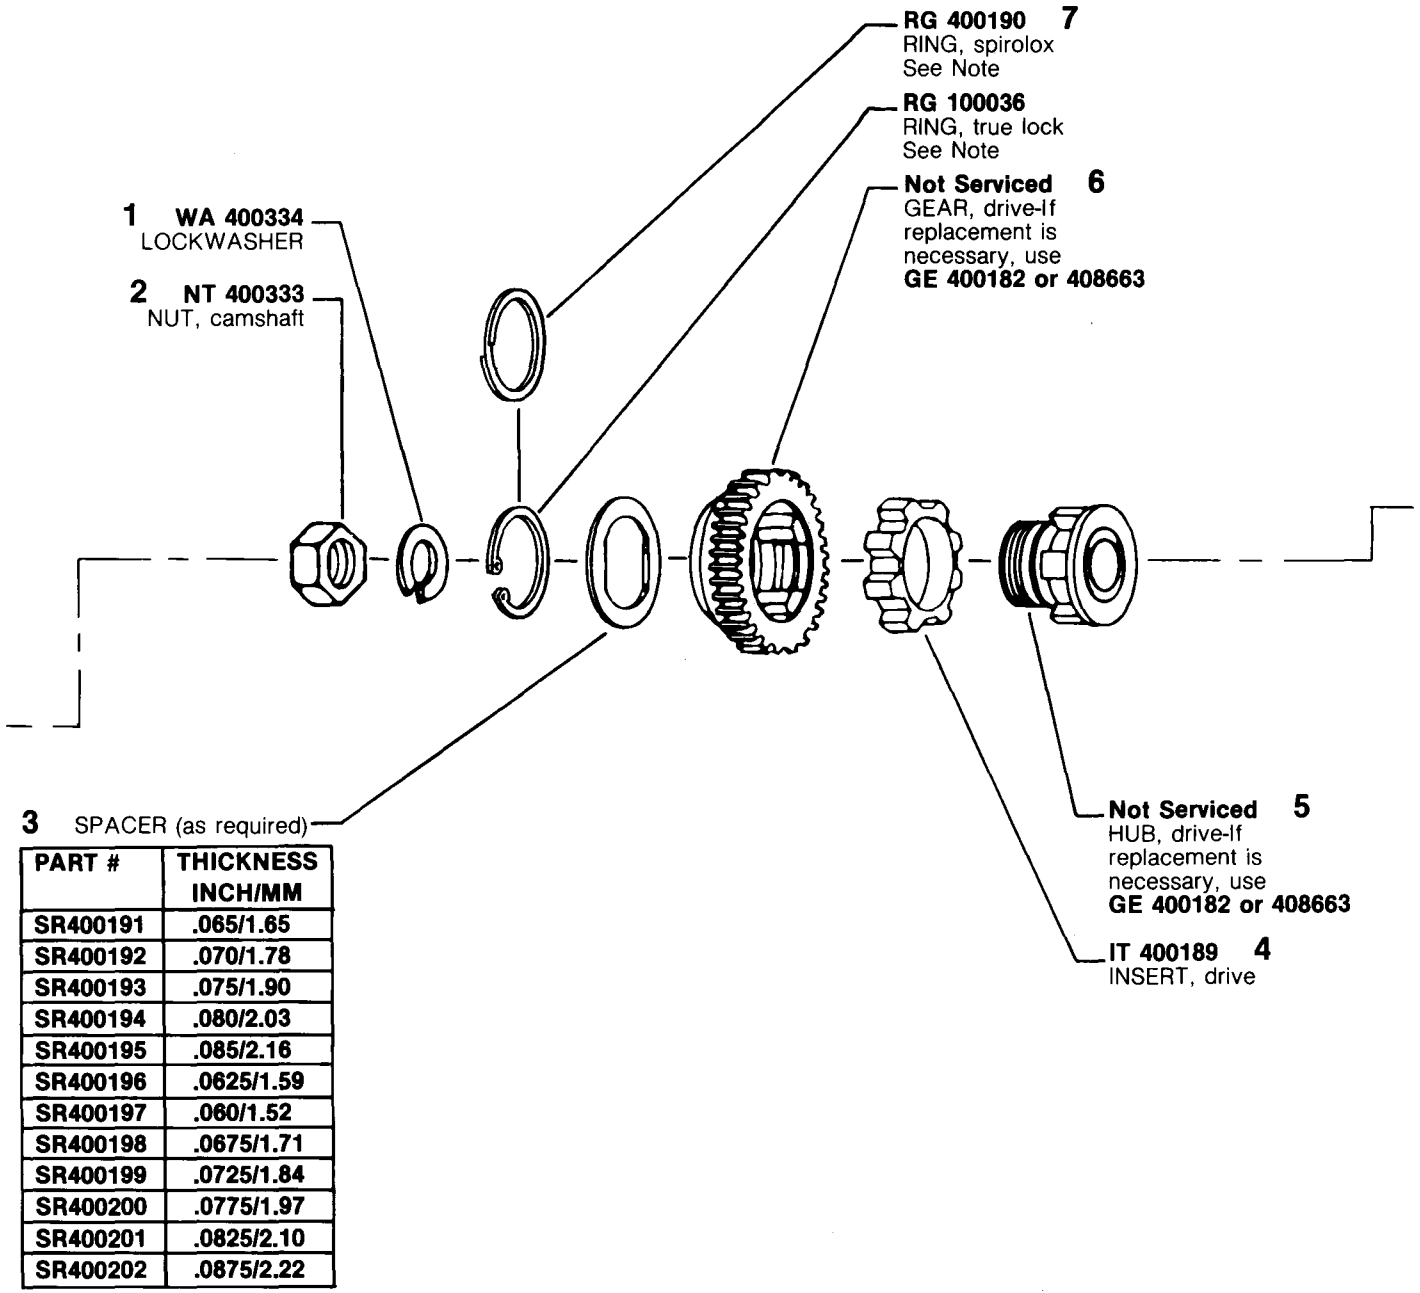 RG 400190 7
RING, spirolox
See Note
RG 100036
RING, true lock
See Note
Not Serviced 6
GEAR, drive-If
replacement is
necessary, use
GE 400182 or 408663
1 WA 400334
LOCKWASHER
2 NT 400333
NUT, camshaft
3 SPACER (as required)
PART # THICKNESS
INCH/MM
SR400191 .065/1.65
SR400192 .070/1.78
SR400193 .075/1.90
SR400194 .080/2.03
SR400195 .085/2.16
SR400196 .0625/1.59
SR400197 .060/1.52
SR400198 .0675/1.71
SR400199 .0725/1.84
SR400200 .0775/1.97
SR400201 .0825/2.10
SR400202 .0875/2.22
Not Serviced 5
HUB, drive-If
replacement is
necessary, use
GE 400182 or 408663
IT 400189 4
INSERT, drive